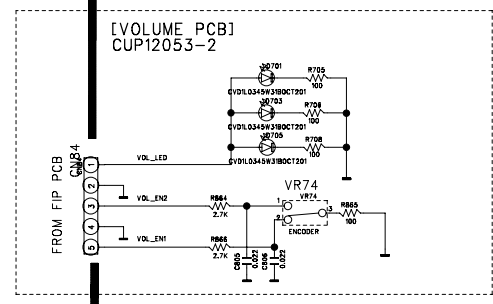 [VOLUME PCB]
CUP12053-2
D701
R705
100
CVD1L0345W31BOCT201
D703
R706
100
CVD1L0345W31BOCT201
D705
R708
100
CVD1L0345W31BOCT201
FROM FIP PCB
CN84
1 VOL_LED
2
3 VOL_EN2
R864
2.7K
4
5 VOL_EN1
R866
2.7K
C805
0.022
C806
0.022
VR74
VR74
1
2
3
ENCODER
R865
100